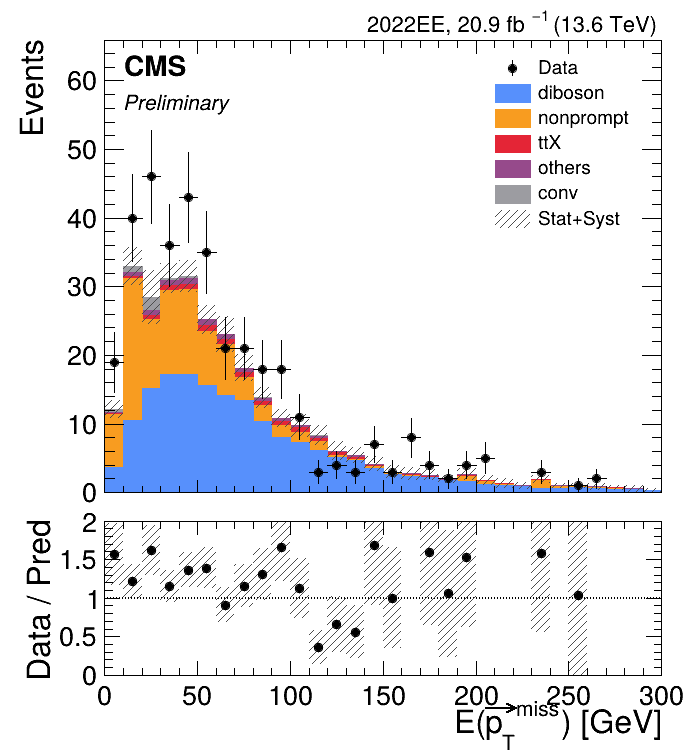 2022EE, 20.9 fb ⁻¹ (13.6 TeV)
Events
CMS
Preliminary
Data
diboson
nonprompt
ttX
others
conv
Stat+Syst
60
50
40
30
20
10
0
Data / Pred
2
1.5
1
0.5
0
0 50 100 150 200 250 300
E(p⃗_T^miss) [GeV]